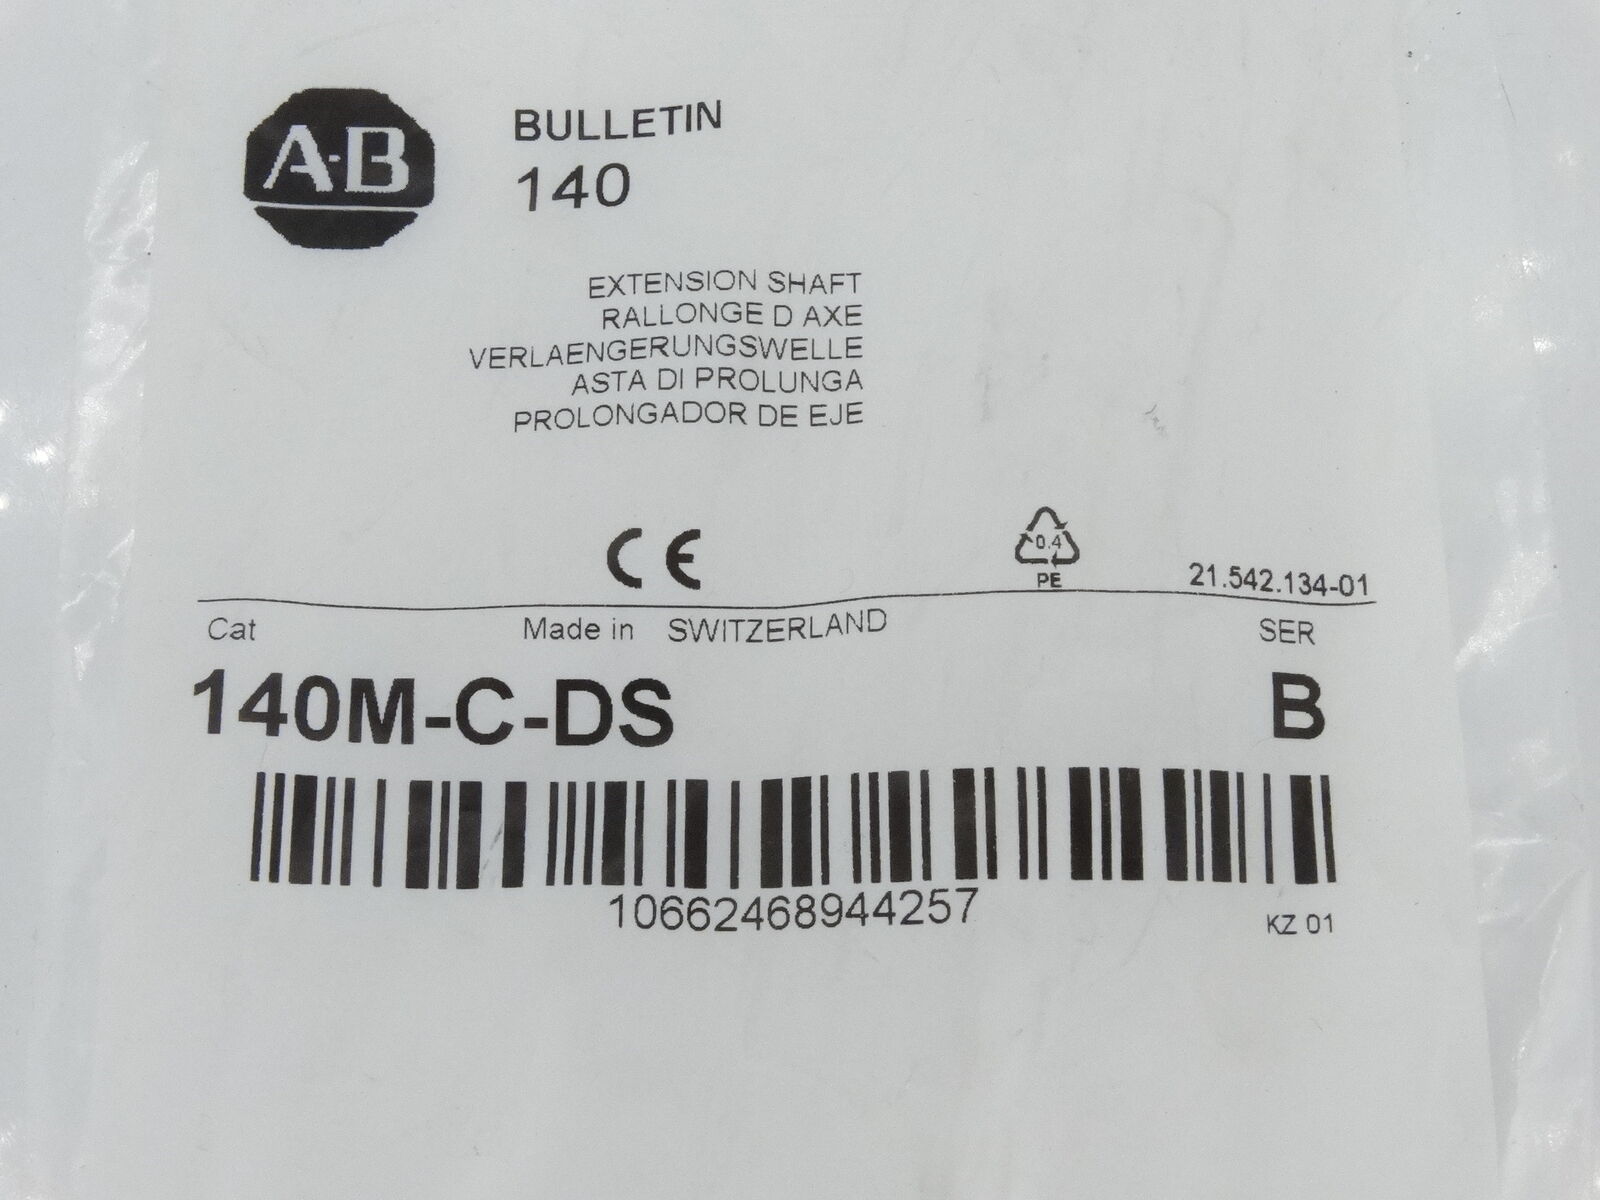 A-B
BULLETIN
140
EXTENSION SHAFT
RALLONGE D AXE
VERLAENGERUNGSWELLE
ASTA DI PROLUNGA
PROLONGADOR DE EJE
CE
0.4
PE
21.542.134-01
Cat Made in SWITZERLAND SER
140M-C-DS B
10662468944257
KZ 01